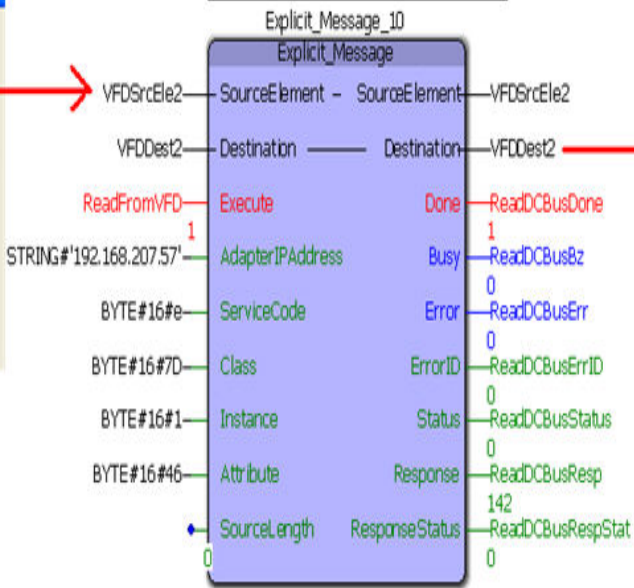 Explicit_Message_10
Explicit_Message
VFDSrcEle2 SourceElement - SourceElement VFDSrcEle2
VFDDest2 Destination Destination VFDDest2
ReadFromVFD Execute Done ReadDCBusDone
1 1
STRING#'192.168.207.57' AdapterIPAddress Busy ReadDCBusBz
0
BYTE#16#e ServiceCode Error ReadDCBusErr
0
BYTE#16#7D Class ErrorID ReadDCBusErrID
0
BYTE#16#1 Instance Status ReadDCBusStatus
0
BYTE#16#46 Attribute Response ReadDCBusResp
142
SourceLength ResponseStatus ReadDCBusRespStat
0 0